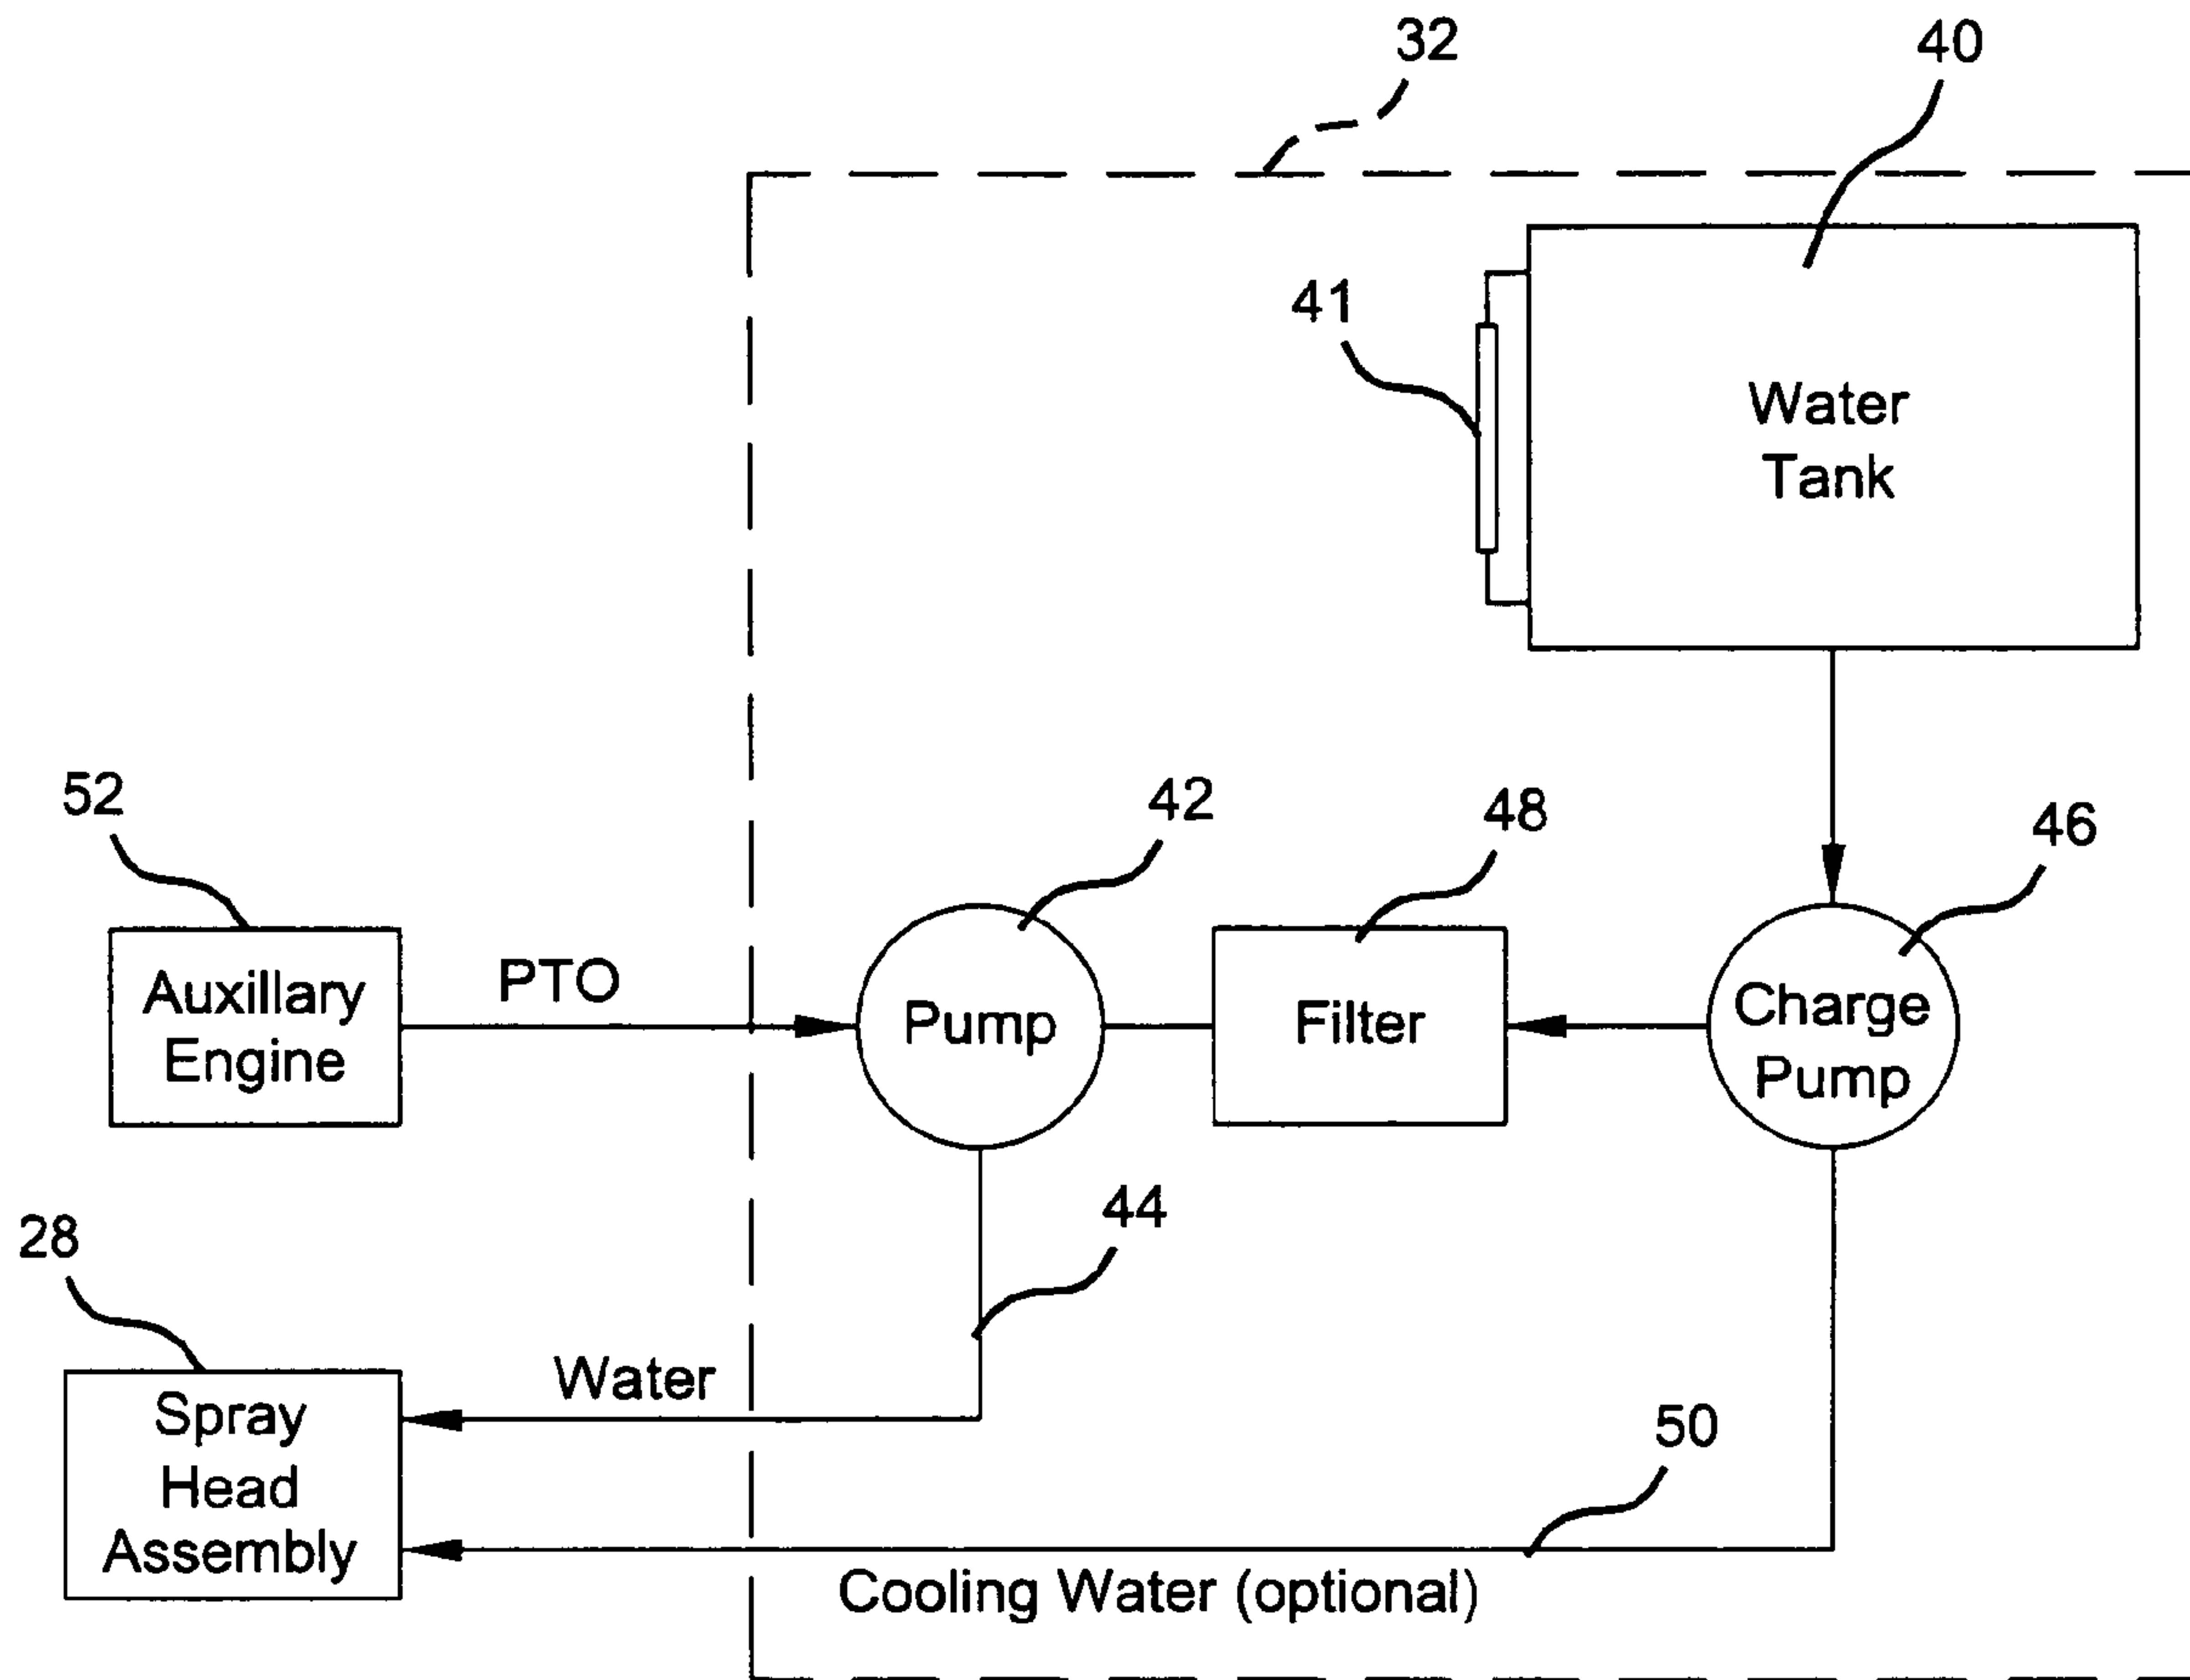 32
40
41
Water
Tank
52
42
48
46
Auxillary
Engine
PTO
Pump
Filter
Charge
Pump
28
44
Water
Spray
Head
Assembly
50
Cooling Water (optional)